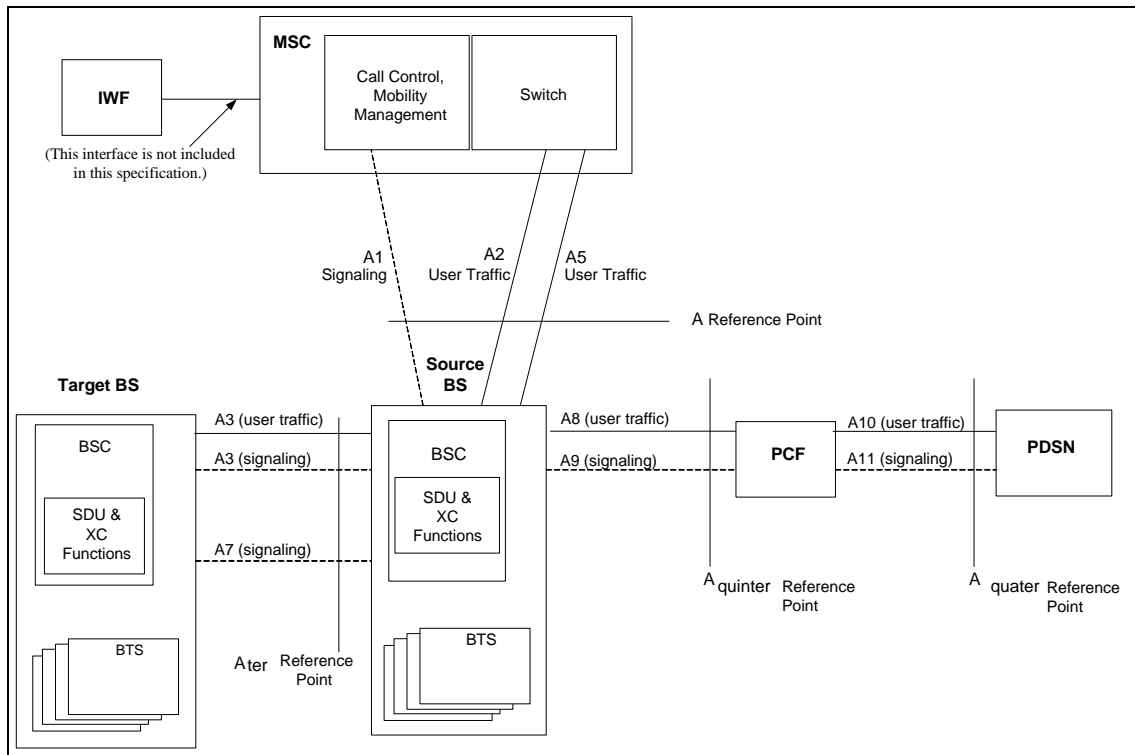 MSC
IWF
Call Control,
Mobility
Management
Switch
(This interface is not included
in this specification.)
A1
Signaling
A2
User Traffic
A5
User Traffic
A Reference Point
Target BS
Source
BS
BSC
SDU &
XC
Functions
BTS
A3 (user traffic)
A3 (signaling)
A7 (signaling)
Ater Reference
Point
BSC
SDU &
XC
Functions
BTS
A8 (user traffic)
A9 (signaling)
PCF
A10 (user traffic)
A11 (signaling)
PDSN
A quinter Reference
Point
A quater Reference
Point